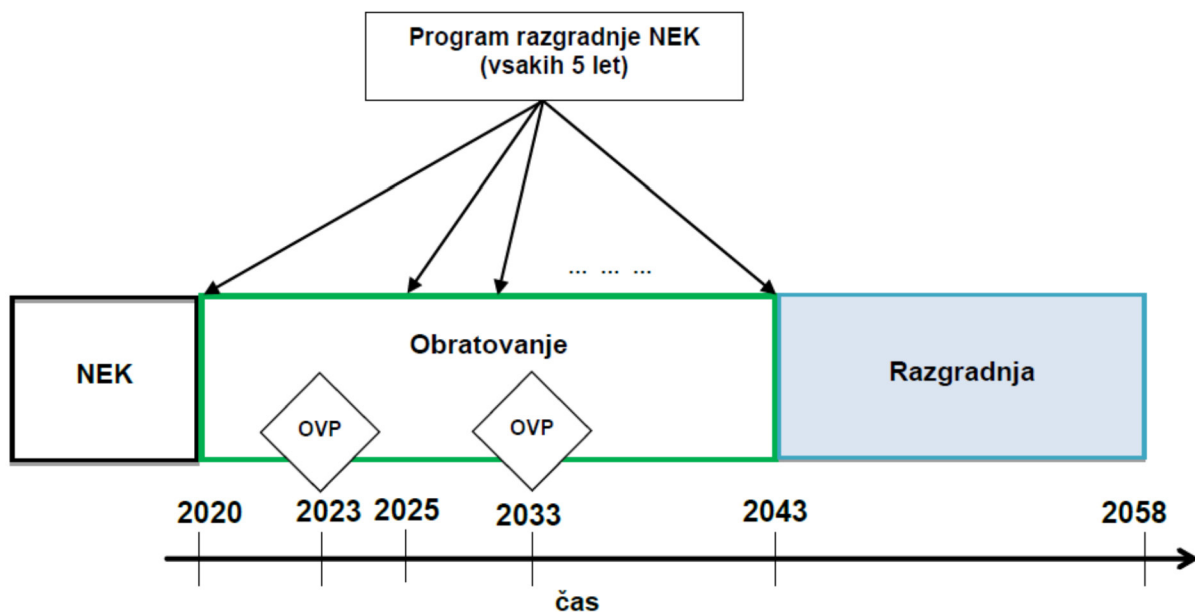 Program razgradnje NEK
(vsakih 5 let)
... ... ...
NEK
Obratovanje
Razgradnja
OVP
OVP
2020
2023
2025
2033
2043
2058
čas